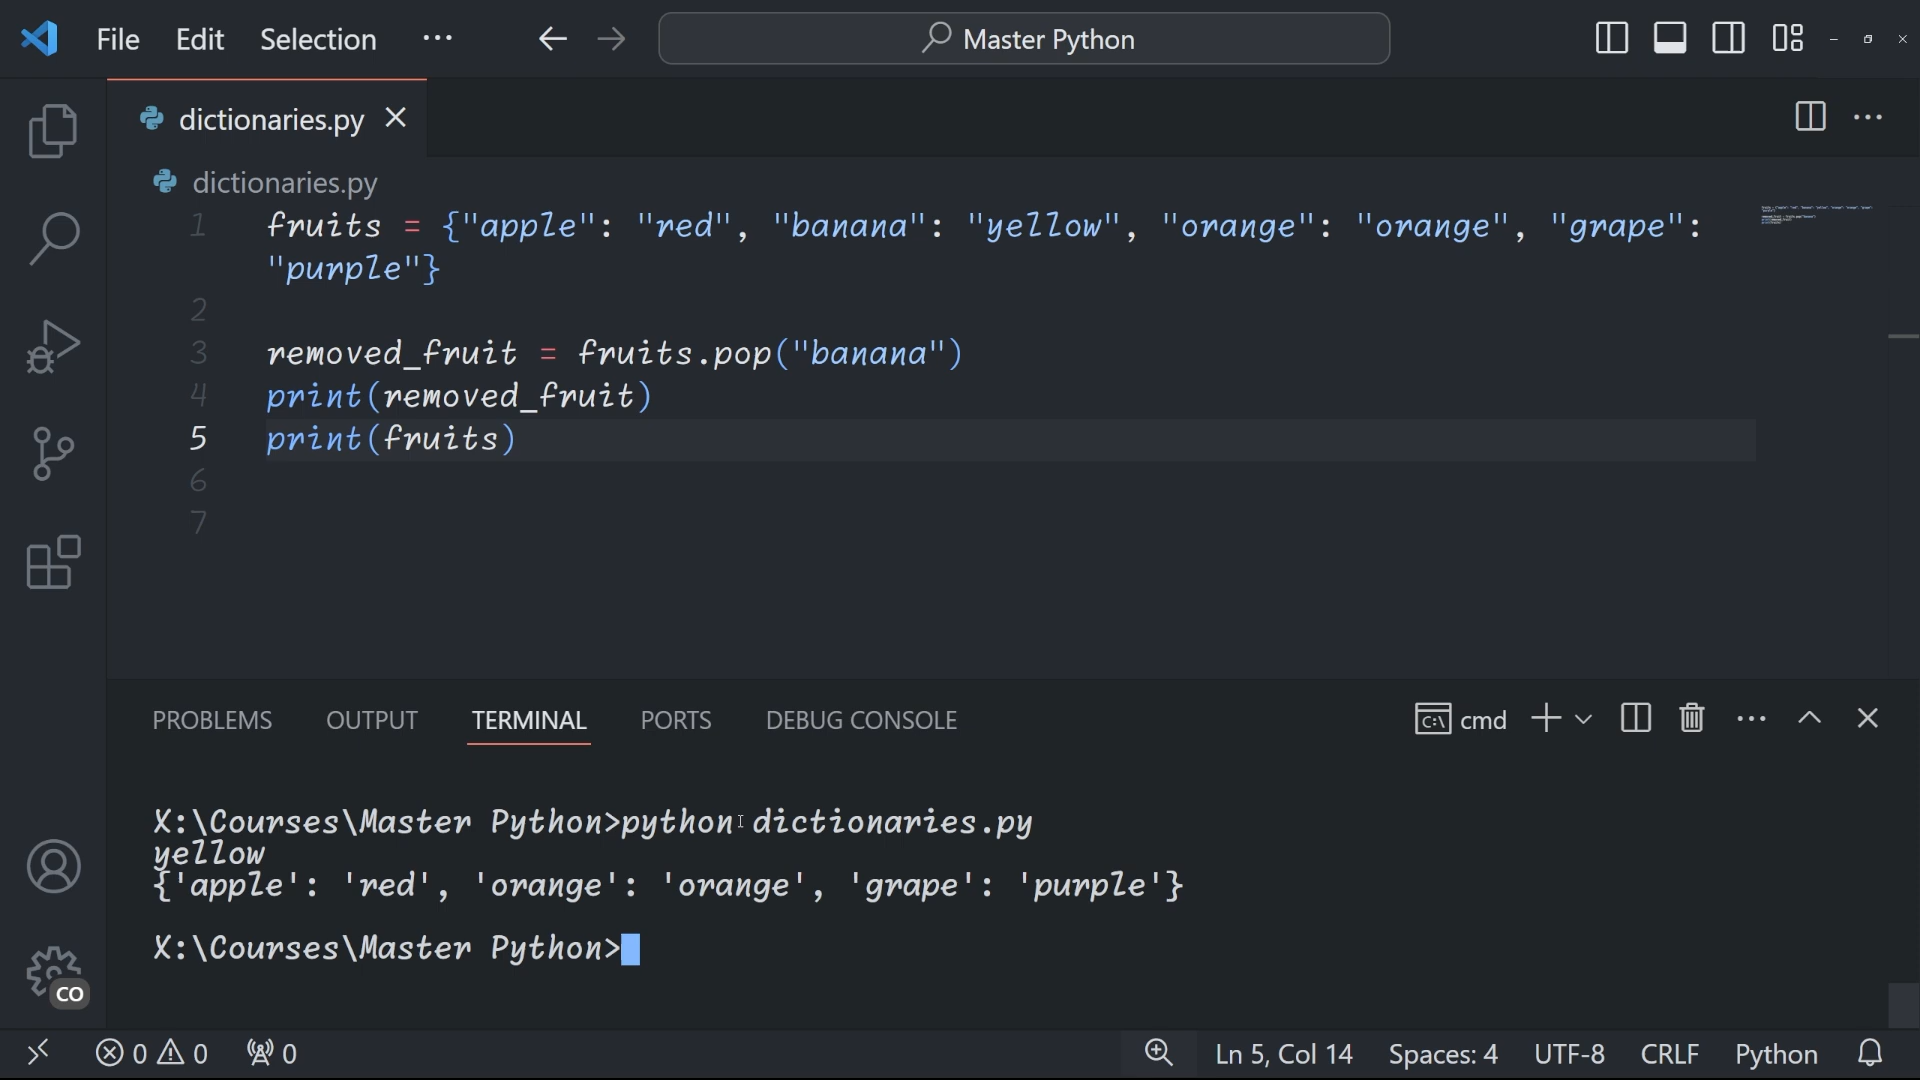 File Edit Selection ··· Master Python
dictionaries.py
dictionaries.py
1 fruits = {"apple": "red", "banana": "yellow", "orange": "orange", "grape":
"purple"}
2
3 removed_fruit = fruits.pop("banana")
4 print(removed_fruit)
5 print(fruits)
6
7
PROBLEMS OUTPUT TERMINAL PORTS DEBUG CONSOLE cmd
X:\Courses\Master Python>python dictionaries.py
yellow
{'apple': 'red', 'orange': 'orange', 'grape': 'purple'}
X:\Courses\Master Python>
CO
0 0 0 Ln 5, Col 14 Spaces: 4 UTF-8 CRLF Python